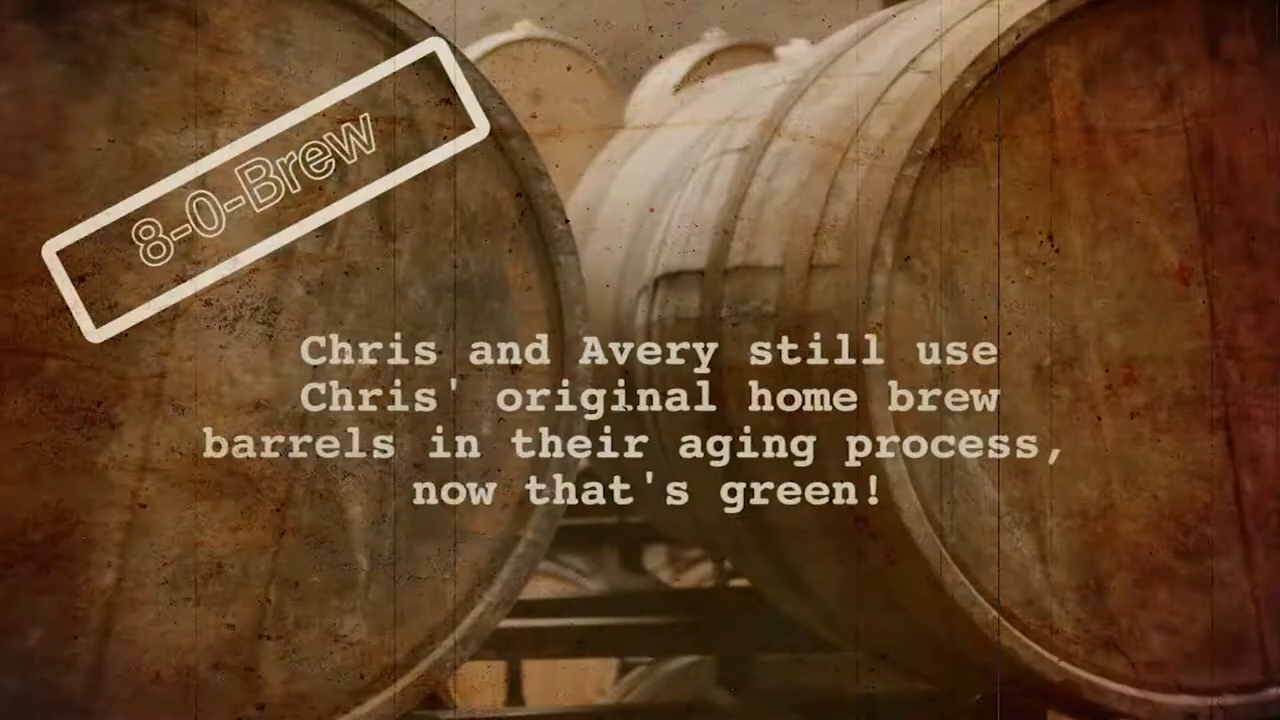 8-0-Brew
Chris and Avery still use
Chris' original home brew
barrels in their aging process,
now that's green!